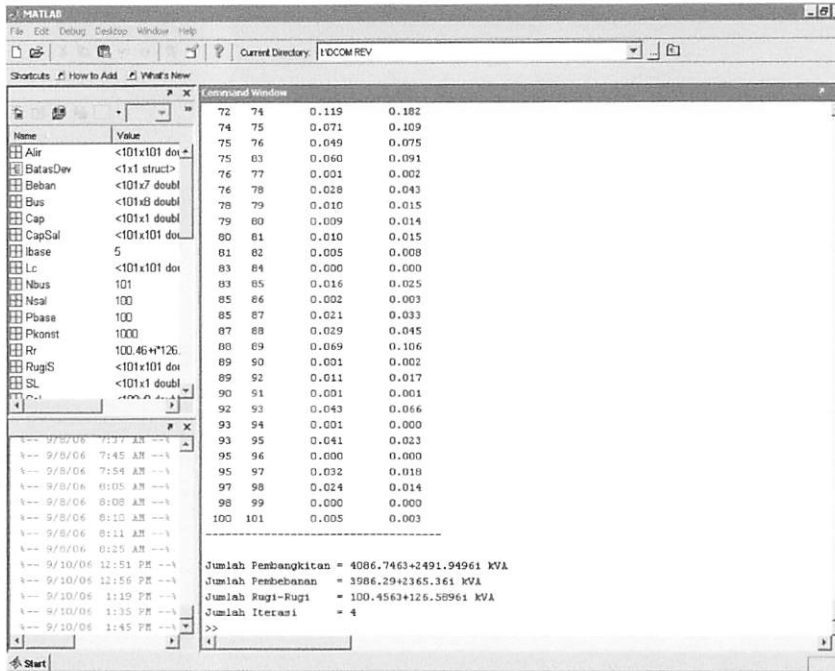 MATLAB
File Edit Debug Desktop Window Help
Current Directory: I:\DCOM REV
Shortcuts How to Add What's New
Name Value
Alir <101x101 dou
BatasDev <1x1 struct>
Beban <101x7 doubl
Bus <101x8 doubl
Cap <101x1 doubl
CapSal <101x101 dou
Ibase 5
Lc <101x101 dou
Nbus 101
Nsal 100
Pbase 100
Pkonst 1000
Rr 100.46+i*126.
RugiS <101x101 dou
SL <101x1 doubl
%-- 9/8/06 7:37 AM --%
%-- 9/8/06 7:45 AM --%
%-- 9/8/06 7:54 AM --%
%-- 9/8/06 8:05 AM --%
%-- 9/8/06 8:08 AM --%
%-- 9/8/06 8:10 AM --%
%-- 9/8/06 8:11 AM --%
%-- 9/8/06 8:25 AM --%
%-- 9/10/06 12:51 PM --%
%-- 9/10/06 12:56 PM --%
%-- 9/10/06 1:19 PM --%
%-- 9/10/06 1:35 PM --%
%-- 9/10/06 1:45 PM --%
Command Window
72 74 0.119 0.182
74 75 0.071 0.109
75 76 0.049 0.075
75 83 0.060 0.091
76 77 0.001 0.002
76 78 0.028 0.043
78 79 0.010 0.015
79 80 0.009 0.014
80 81 0.010 0.015
81 82 0.005 0.008
83 84 0.000 0.000
83 85 0.016 0.025
85 86 0.002 0.003
85 87 0.021 0.033
87 88 0.029 0.045
88 89 0.069 0.106
89 90 0.001 0.002
89 92 0.011 0.017
90 91 0.001 0.001
92 93 0.043 0.066
93 94 0.001 0.000
93 95 0.041 0.023
95 96 0.000 0.000
95 97 0.032 0.018
97 98 0.024 0.014
98 99 0.000 0.000
100 101 0.005 0.003
----------------------------------------
Jumlah Pembangkitan = 4086.7463+2491.9496i kVA
Jumlah Pembebanan = 3986.29+2365.36i kVA
Jumlah Rugi-Rugi = 100.4563+126.5896i kVA
Jumlah Iterasi = 4
>>
Start